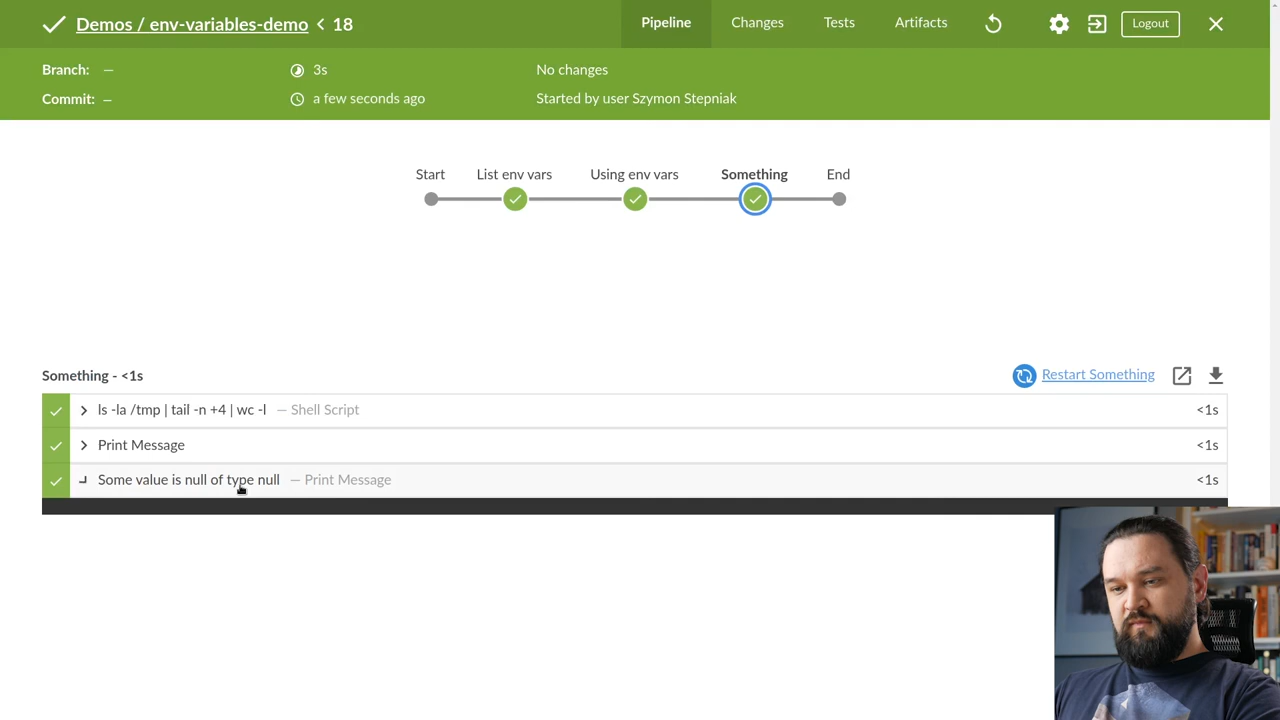 Demos / env-variables-demo < 18
Pipeline
Changes
Tests
Artifacts
Logout
Branch: —
3s
No changes
Commit: –
a few seconds ago
Started by user Szymon Stepniak
Start
List env vars
Using env vars
Something
End
Something - <1s
Restart Something
ls -la /tmp | tail -n +4 | wc -l — Shell Script <1s
Print Message <1s
Some value is null of type null — Print Message <1s